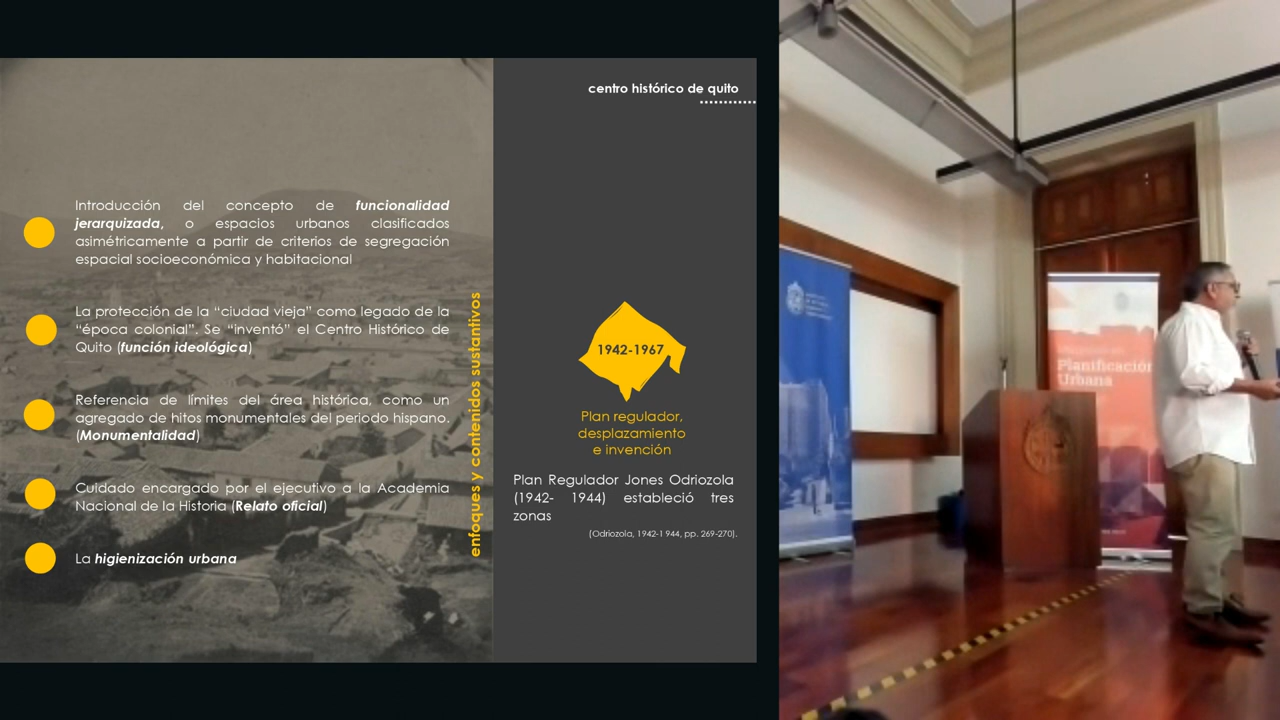 centro histórico de quito
Introducción del concepto de funcionalidad
jerarquizada, o espacios urbanos clasificados
asimétricamente a partir de criterios de segregación
espacial socioeconómica y habitacional
La protección de la “ciudad vieja” como legado de la
“época colonial”. Se “inventó” el Centro Histórico de
Quito (función ideológica)
Referencia de límites del área histórica, como un
agregado de hitos monumentales del periodo hispano.
(Monumentalidad)
Cuidado encargado por el ejecutivo a la Academia
Nacional de la Historia (Relato oficial)
La higienización urbana
enfoques y contenidos sustantivos
1942-1967
Plan regulador,
desplazamiento
e invención
Plan Regulador Jones Odriozola
(1942- 1944) estableció tres
zonas
(Odriozola, 1942-1944, pp. 269-270).
Planificación
Urbana